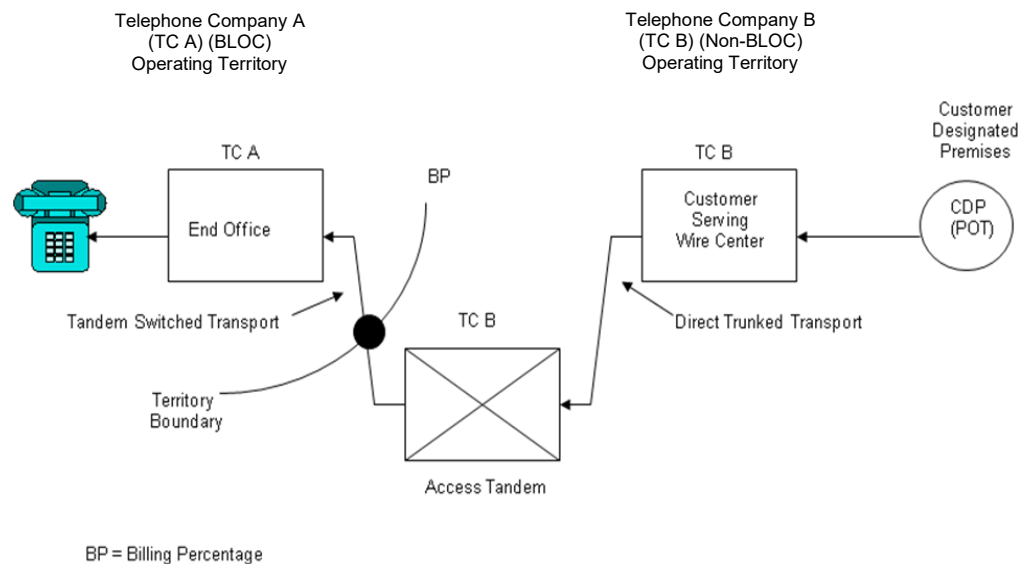 Telephone Company A
(TC A) (BLOC)
Operating Territory
Telephone Company B
(TC B) (Non-BLOC)
Operating Territory
Customer
Designated
Premises
TC A
TC B
BP
End Office
Customer
Serving
Wire Center
CDP
(POT)
Tandem Switched Transport
TC B
Direct Trunked Transport
Territory
Boundary
Access Tandem
BP = Billing Percentage